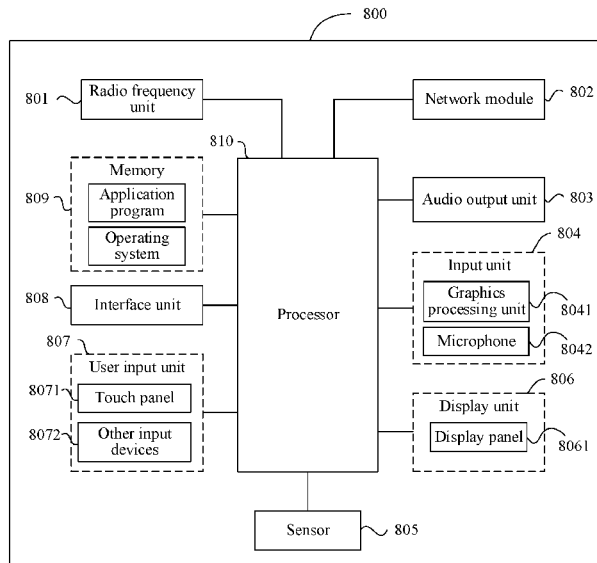 800
801
Radio frequency
unit
Network module
802
810
Memory
809
Application
program
Operating
system
Audio output unit
803
804
Input unit
Graphics
processing unit
8041
Microphone
8042
808
Interface unit
Processor
807
User input unit
8071
Touch panel
8072
Other input
devices
806
Display unit
Display panel
8061
Sensor
805